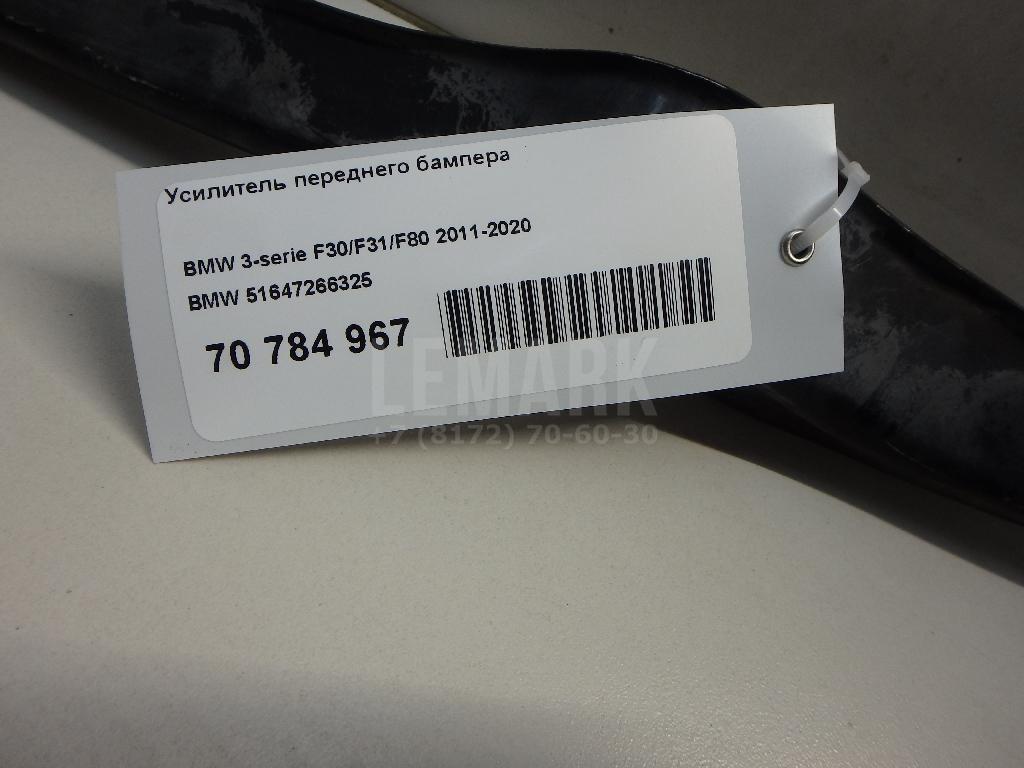 Усилитель переднего бампера
BMW 3-serie F30/F31/F80 2011-2020
BMW 51647266325
70 784 967
LEMARK
+7 (8172) 70-60-30